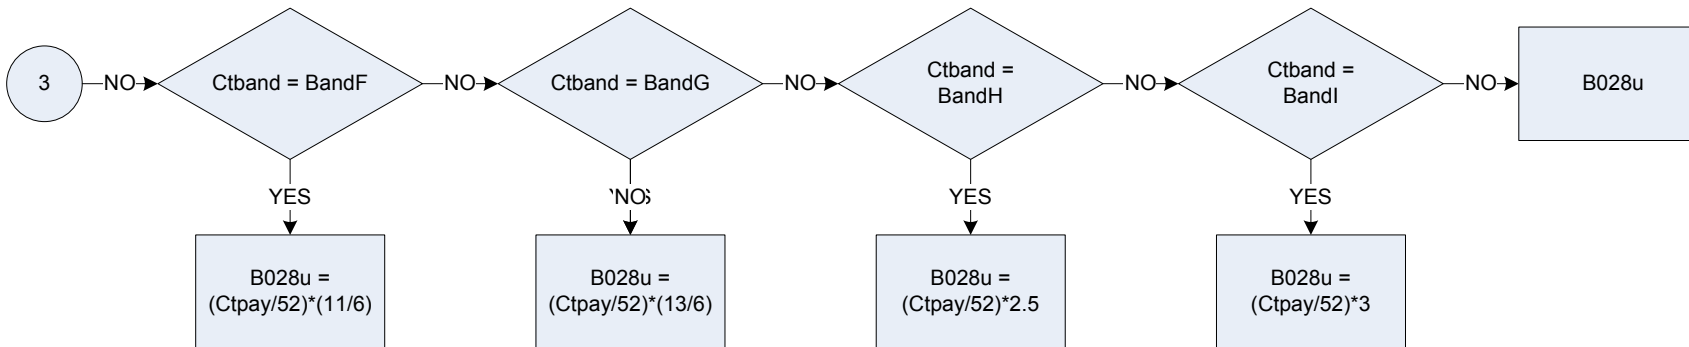 3
NO
Ctband = BandF
NO
Ctband = BandG
NO
Ctband =
BandH
NO
Ctband =
BandI
NO
B028u
YES
YES
YES
B028u =
(Ctpay/52)*(11/6)
B028u =
(Ctpay/52)*(13/6)
B028u =
(Ctpay/52)*2.5
B028u =
(Ctpay/52)*3